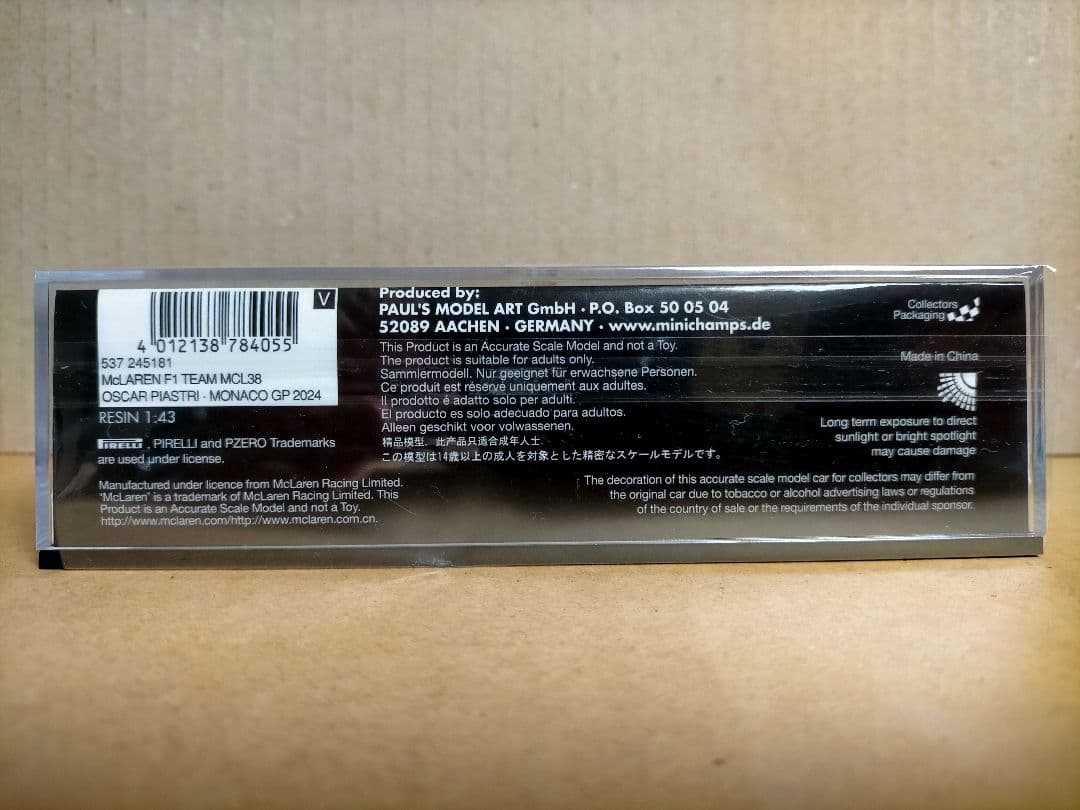 V
4 012138 784055
537 245181
McLAREN F1 TEAM MCL38
OSCAR PIASTRI · MONACO GP 2024
RESIN 1:43
PIRELLI , PIRELLI and PZERO Trademarks
are used under license.
Manufactured under licence from McLaren Racing Limited.
'McLaren' is a trademark of McLaren Racing Limited. This
Product is an Accurate Scale Model and not a Toy.
http://www.mclaren.com/http://www.mclaren.com.cn.
Produced by:
PAUL'S MODEL ART GmbH · P.O. Box 50 05 04
52089 AACHEN · GERMANY · www.minichamps.de
This Product is an Accurate Scale Model and not a Toy.
The product is suitable for adults only.
Sammlermodell. Nur geeignet für erwachsene Personen.
Ce produit est réservé uniquement aux adultes.
Il prodotto é adatto solo per adulti.
El producto es solo adecuado para adultos.
Alleen geschikt voor volwassenen.
精品模型，此产品只适合成年人士.
この模型は14歳以上の成人を対象とした精密なスケールモデルです。
Collectors
Packaging
Made in China
Long term exposure to direct
sunlight or bright spotlight
may cause damage
The decoration of this accurate scale model car for collectors may differ from
the original car due to tobacco or alcohol advertising laws or regulations
of the country of sale or the requirements of the individual sponsor.